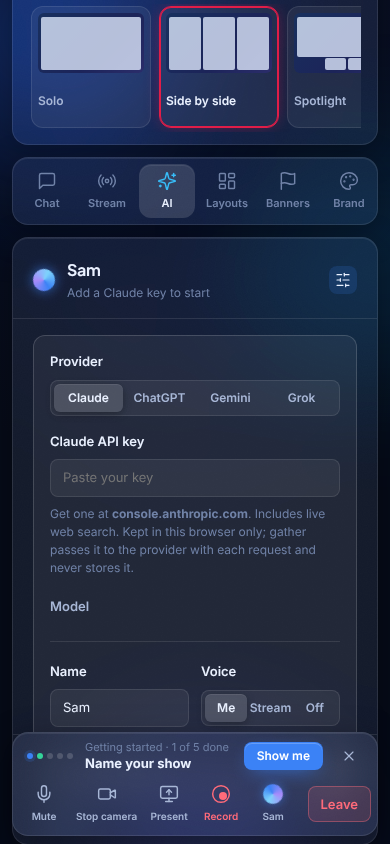 Solo
Side by side
Spotlight
Chat
Stream
AI
Layouts
Banners
Brand
Sam
Add a Claude key to start
Provider
Claude
ChatGPT
Gemini
Grok
Claude API key
Paste your key
Get one at console.anthropic.com. Includes live
web search. Kept in this browser only; gather
passes it to the provider with each request and
never stores it.
Model
Name
Voice
Sam
Me
Stream
Off
Getting started · 1 of 5 done
Name your show
Show me
Mute
Stop camera
Present
Record
Sam
Leave